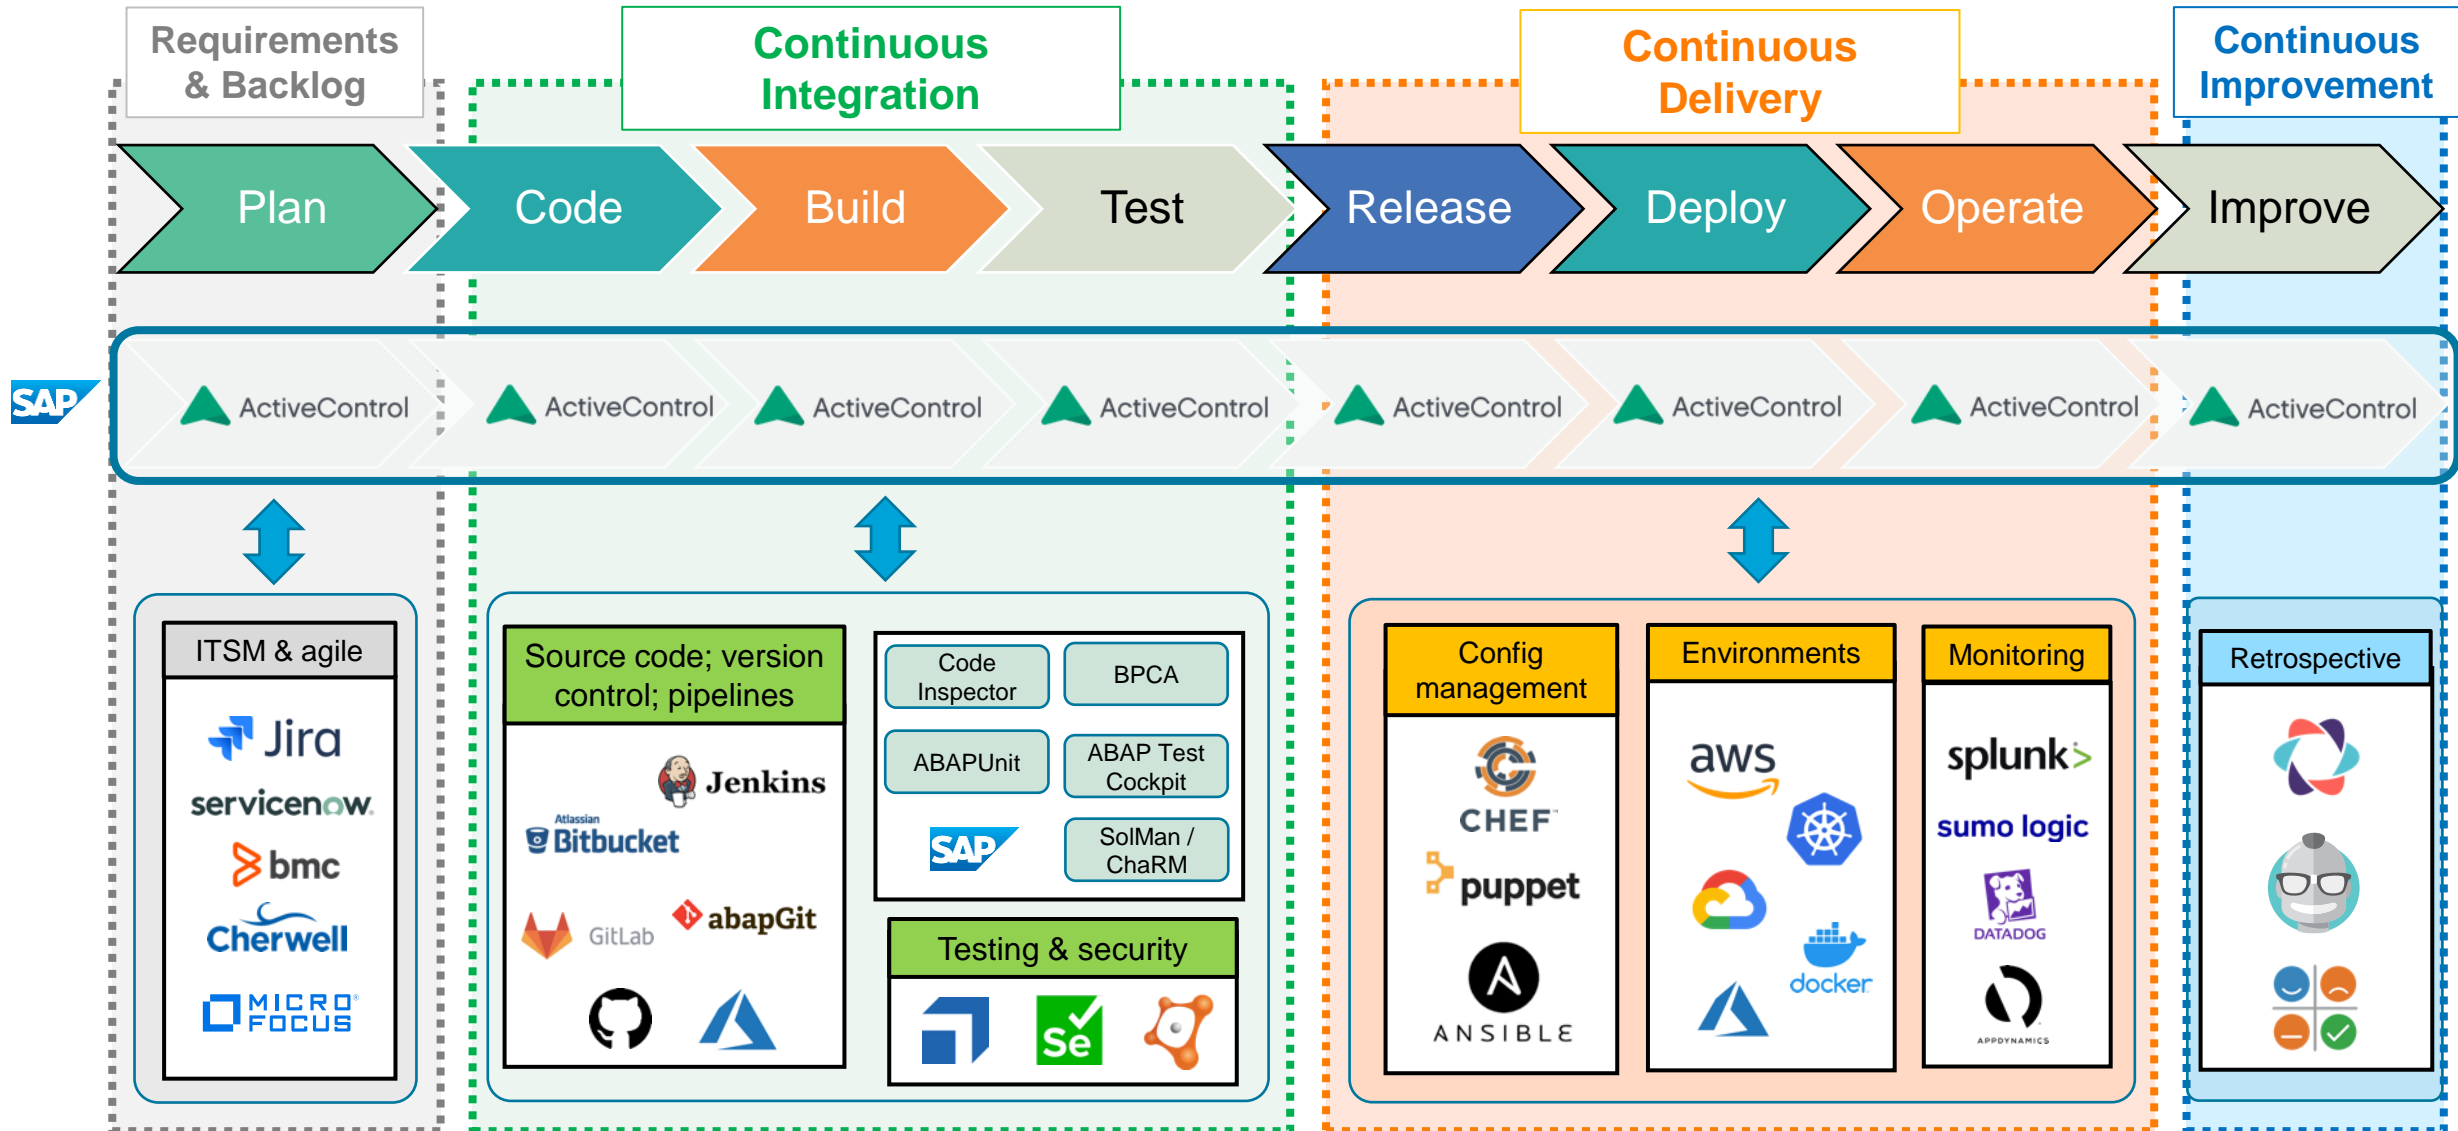 Requirements
& Backlog
Continuous
Integration
Continuous
Delivery
Continuous
Improvement
Plan
Code
Build
Test
Release
Deploy
Operate
Improve
SAP
ActiveControl
ActiveControl
ActiveControl
ActiveControl
ActiveControl
ActiveControl
ActiveControl
ActiveControl
ITSM & agile
Jira
servicenow.
bmc
Cherwell
MICRO
FOCUS
Source code; version
control; pipelines
Jenkins
Atlassian
Bitbucket
GitLab
abapGit
Code
Inspector
BPCA
ABAPUnit
ABAP Test
Cockpit
SAP
SolMan /
ChaRM
Testing & security
Se
Config
management
CHEF™
puppet
ANSIBLE
Environments
aws
docker
Monitoring
splunk>
sumo logic
DATADOG
APPDYNAMICS
Retrospective